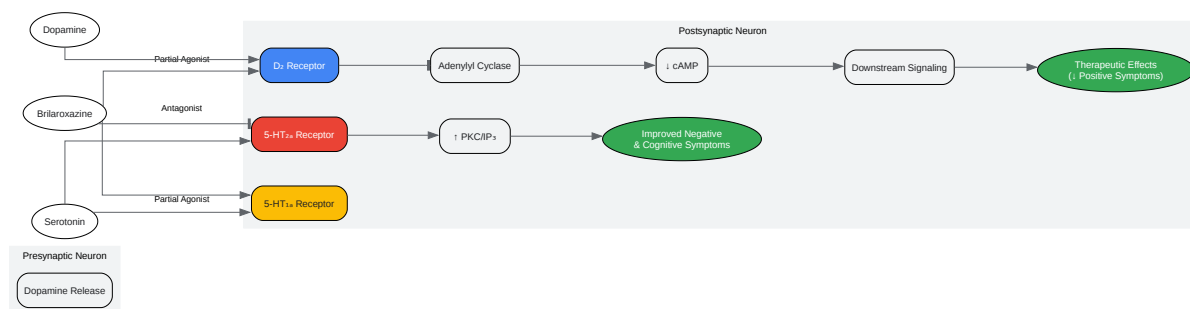 Dopamine
Postsynaptic Neuron
Partial Agonist
D₂ Receptor
Adenylyl Cyclase
↓ cAMP
Downstream Signaling
Therapeutic Effects
(↓ Positive Symptoms)
Brilaroxazine
Antagonist
5-HT₂ₐ Receptor
↑ PKC/IP₃
Improved Negative
& Cognitive Symptoms
Partial Agonist
5-HT₁ₐ Receptor
Serotonin
Presynaptic Neuron
Dopamine Release